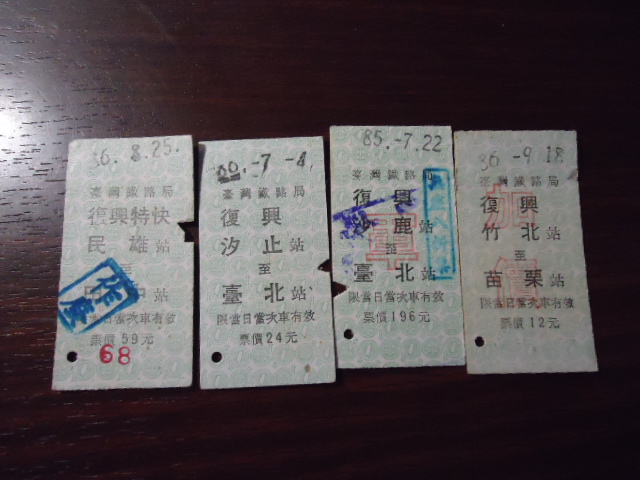 86.8.25.
臺灣鐵路局
復興特快
民雄站
至
站
限當日當次車有效
票價59元
68
-7-4
臺灣鐵路局
復興
汐止站
至
臺北站
限當日當次車有效
票價24元
85.-7.22
臺灣鐵路局
復興
沙鹿站
至
臺北站
限當日當次車有效
票價196元
86-9.18
臺灣鐵路局
復興
竹北站
至
苗栗站
限當日當次車有效
票價12元